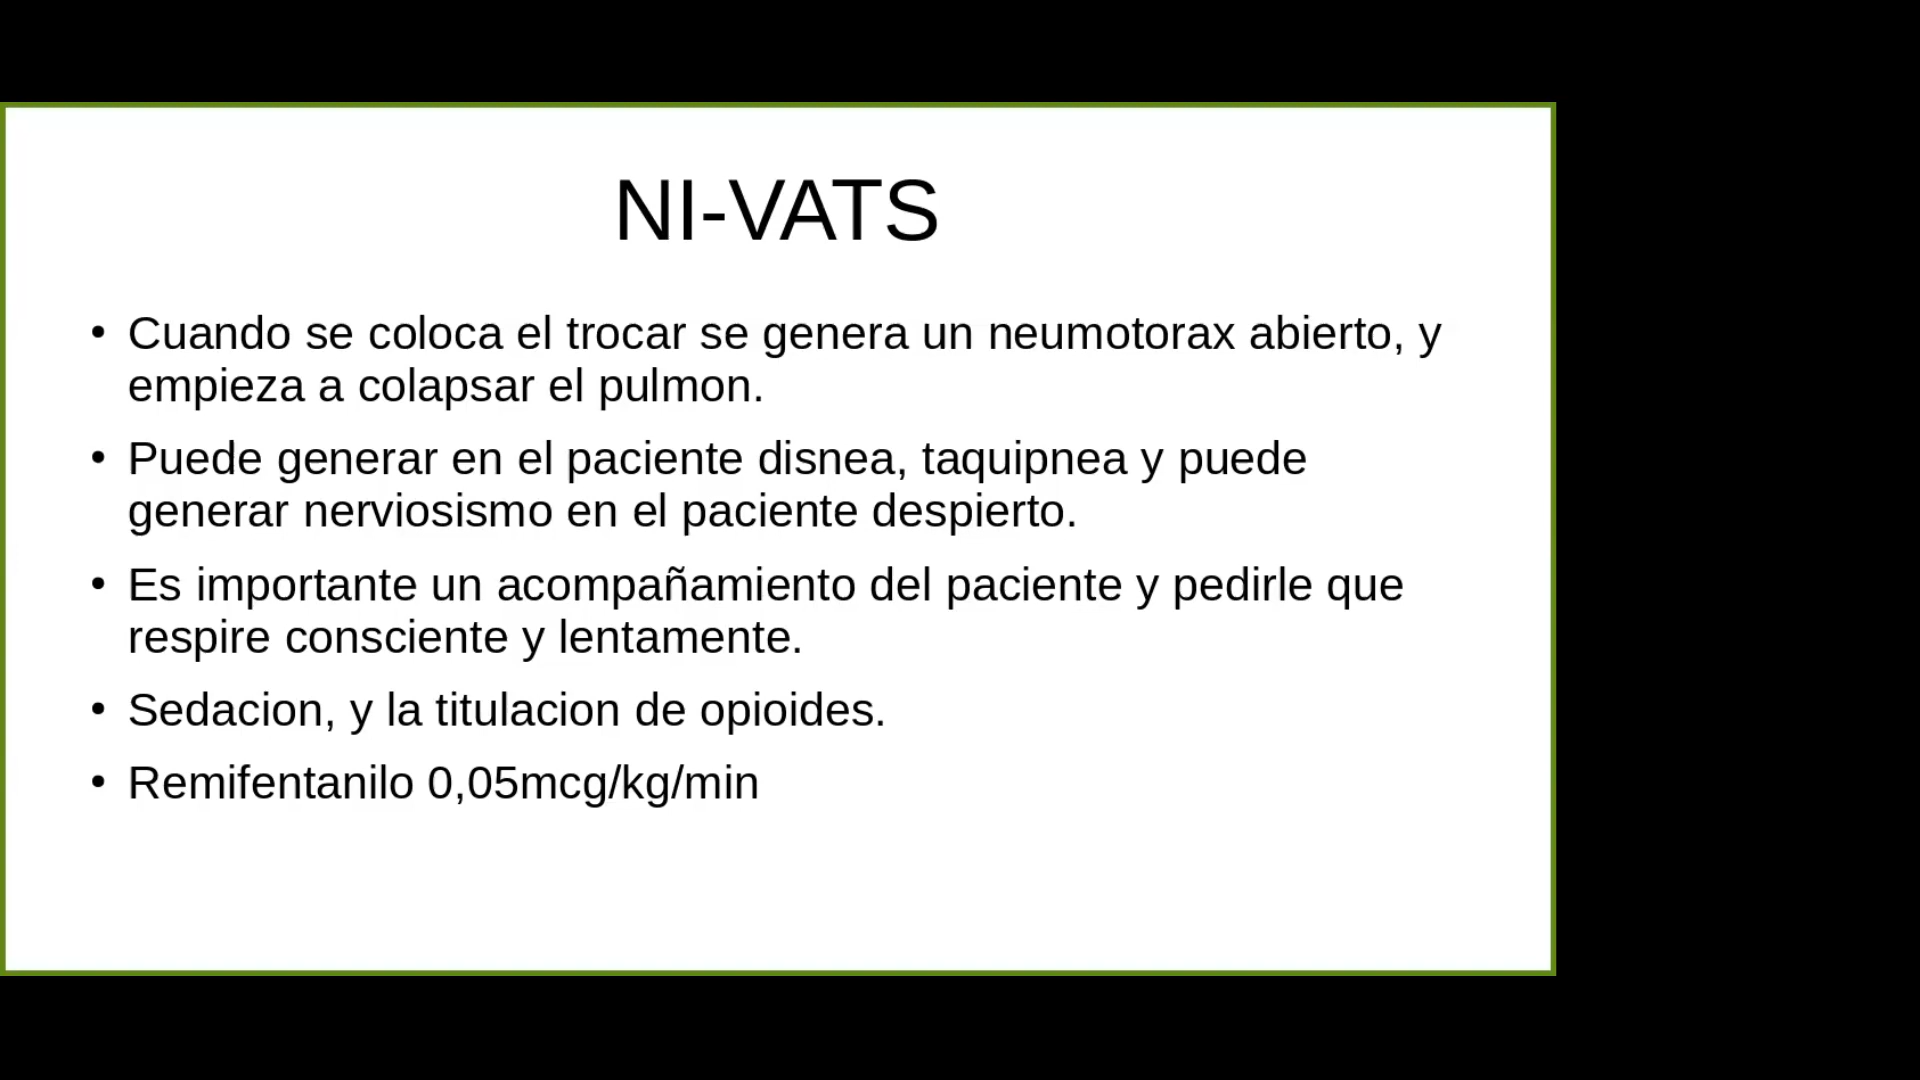 NI-VATS
• Cuando se coloca el trocar se genera un neumotorax abierto, y
empieza a colapsar el pulmon.
• Puede generar en el paciente disnea, taquipnea y puede
generar nerviosismo en el paciente despierto.
• Es importante un acompañamiento del paciente y pedirle que
respire consciente y lentamente.
• Sedacion, y la titulacion de opioides.
• Remifentanilo 0,05mcg/kg/min